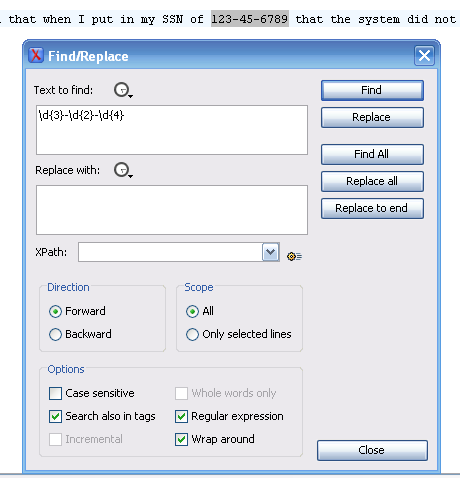 that when I put in my SSN of 123-45-6789 that the system did not
Find/Replace
Text to find:
\d{3}-\d{2}-\d{4}
Find
Replace
Find All
Replace with:
Replace all
Replace to end
XPath:
Direction
Forward
Backward
Scope
All
Only selected lines
Options
Case sensitive
Whole words only
Search also in tags
Regular expression
Incremental
Wrap around
Close